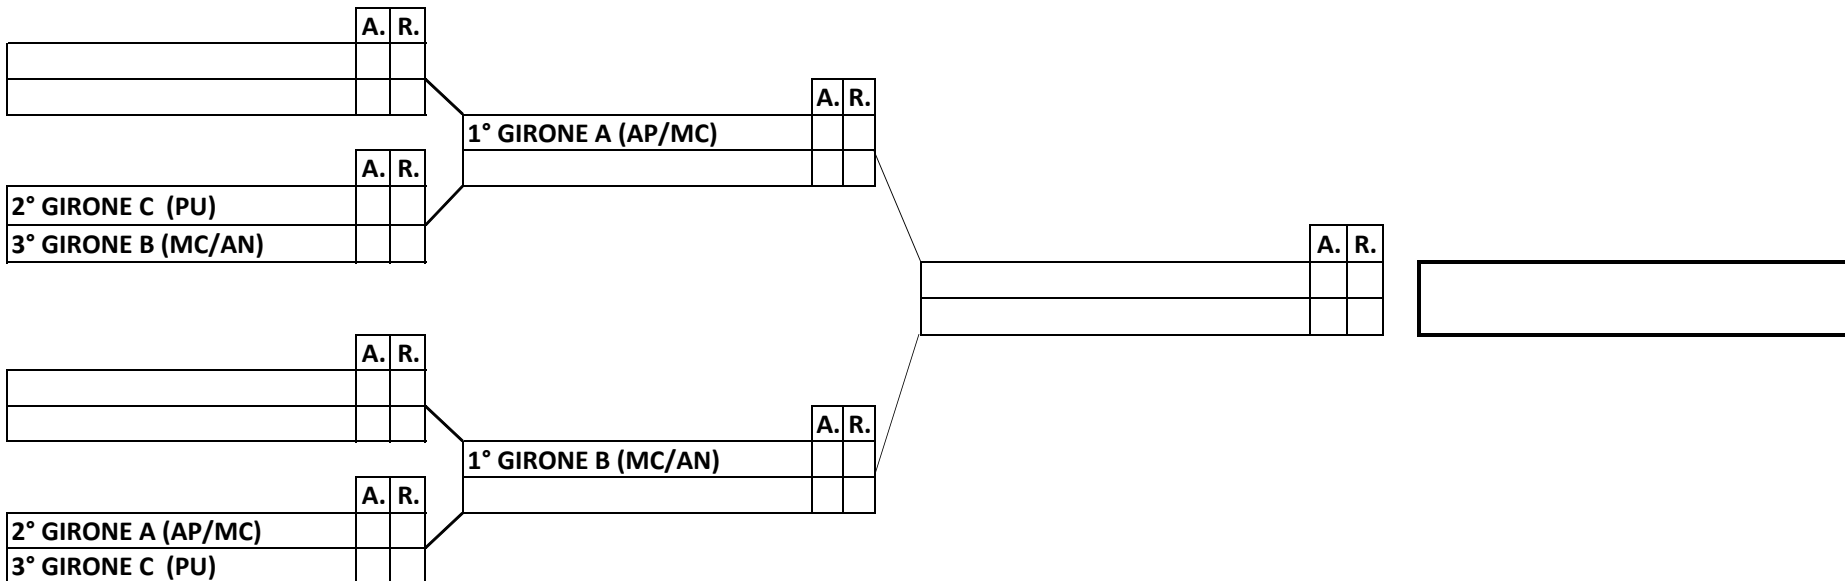 A. R.
A. R.
1° GIRONE A (AP/MC)
A. R.
2° GIRONE C (PU)
3° GIRONE B (MC/AN)
A. R.
A. R.
A. R.
1° GIRONE B (MC/AN)
A. R.
2° GIRONE A (AP/MC)
3° GIRONE C (PU)